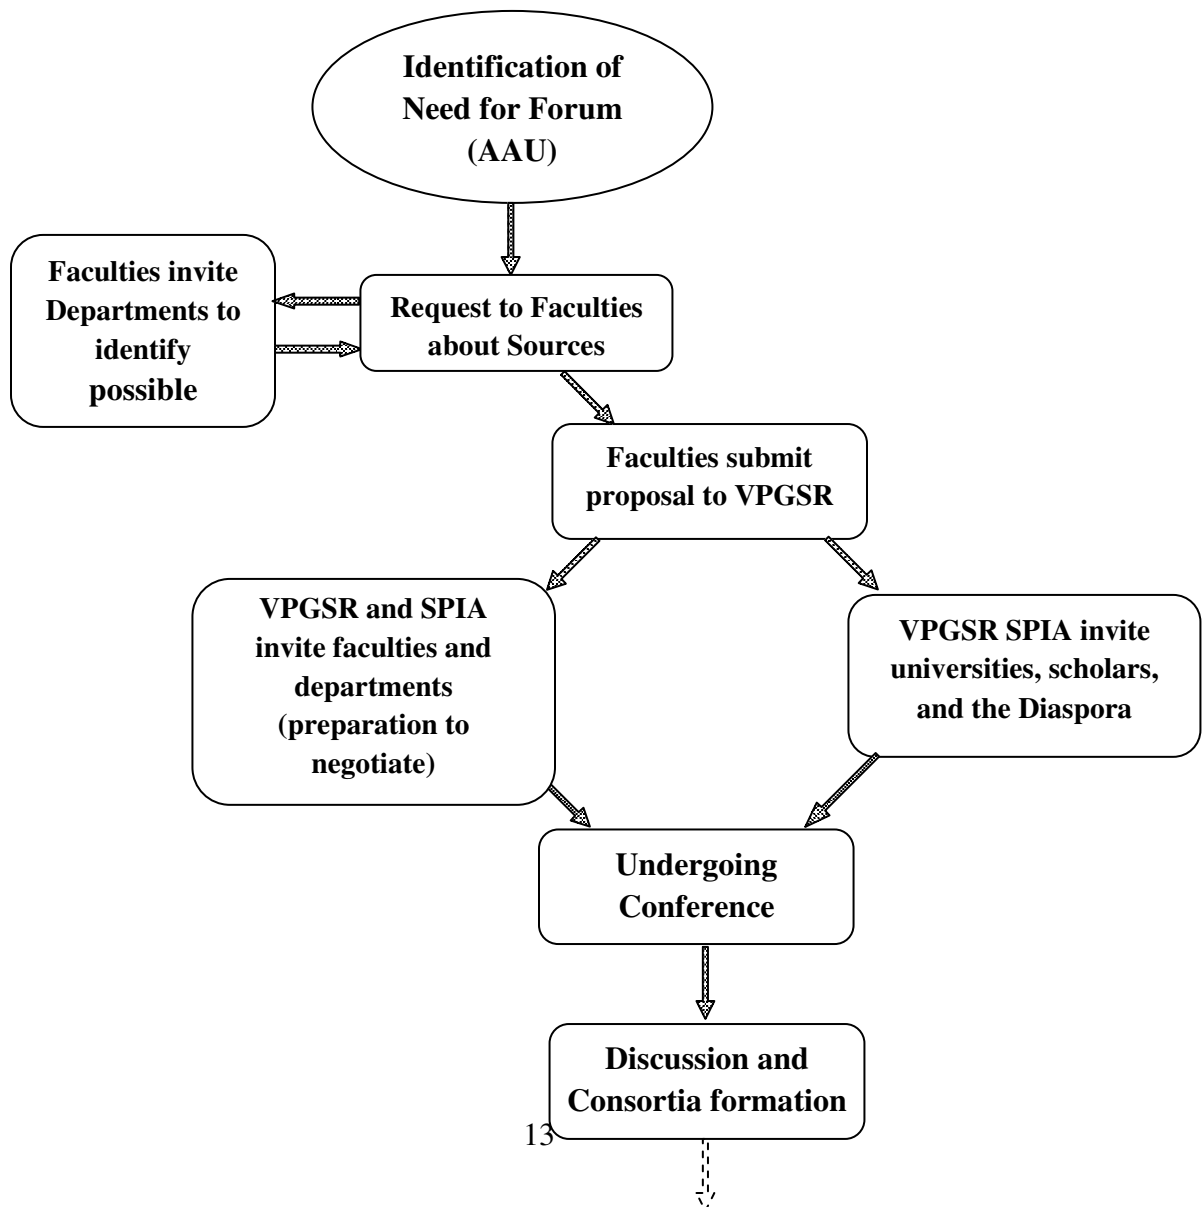 Identification of
Need for Forum
(AAU)
Faculties invite
Departments to
identify
possible
Request to Faculties
about Sources
Faculties submit
proposal to VPGSR
VPGSR and SPIA
invite faculties and
departments
(preparation to
negotiate)
VPGSR SPIA invite
universities, scholars,
and the Diaspora
Undergoing
Conference
Discussion and
Consortia formation
13